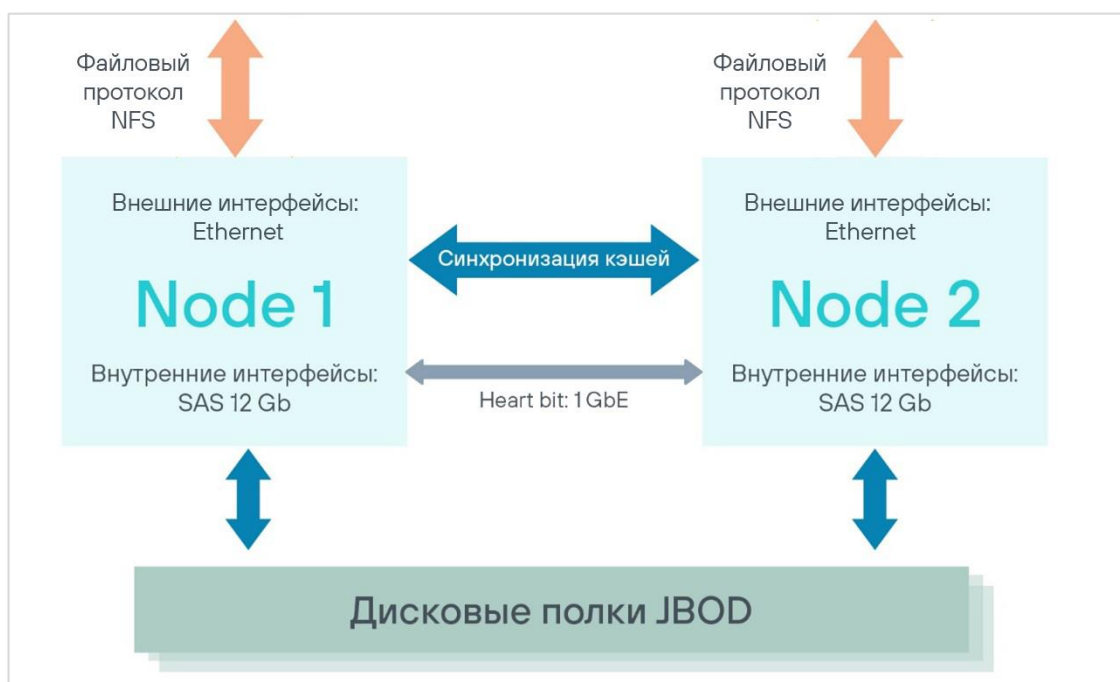 Файловый
протокол
NFS
Файловый
протокол
NFS
Внешние интерфейсы:
Ethernet
Node 1
Внутренние интерфейсы:
SAS 12 Gb
Синхронизация кэшей
Heart bit: 1 GbE
Внешние интерфейсы:
Ethernet
Node 2
Внутренние интерфейсы:
SAS 12 Gb
Дисковые полки JBOD